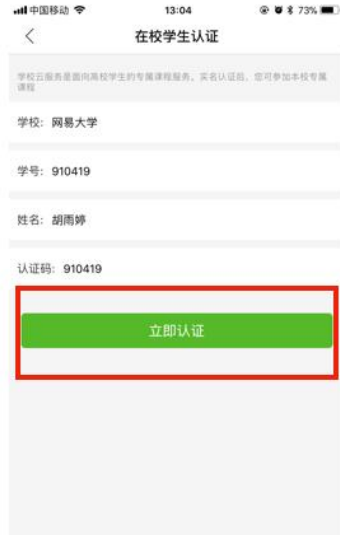 中国移动 13:04 73%
在校学生认证
学校云服务是面向高校学生的专属课程服务，实名认证后，您可参加本校专属
课程
学校：网易大学
学号：910419
姓名：胡雨婷
认证码：910419
立即认证